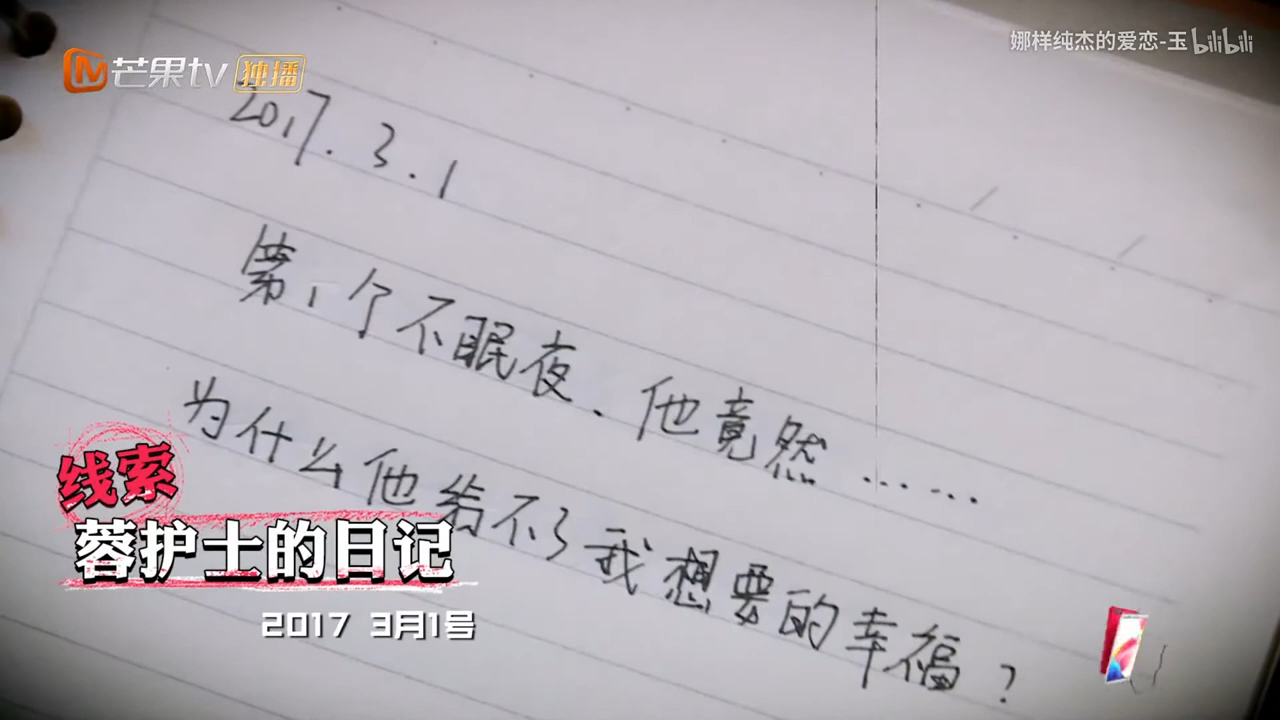 芒果tv 独播
娜样纯杰的爱恋-玉 bilibili
2017.3.1
第1个不眠夜、他竟然……
为什么他给不了我想要的幸福?
线索
蓉护士的日记
2017 3月1号